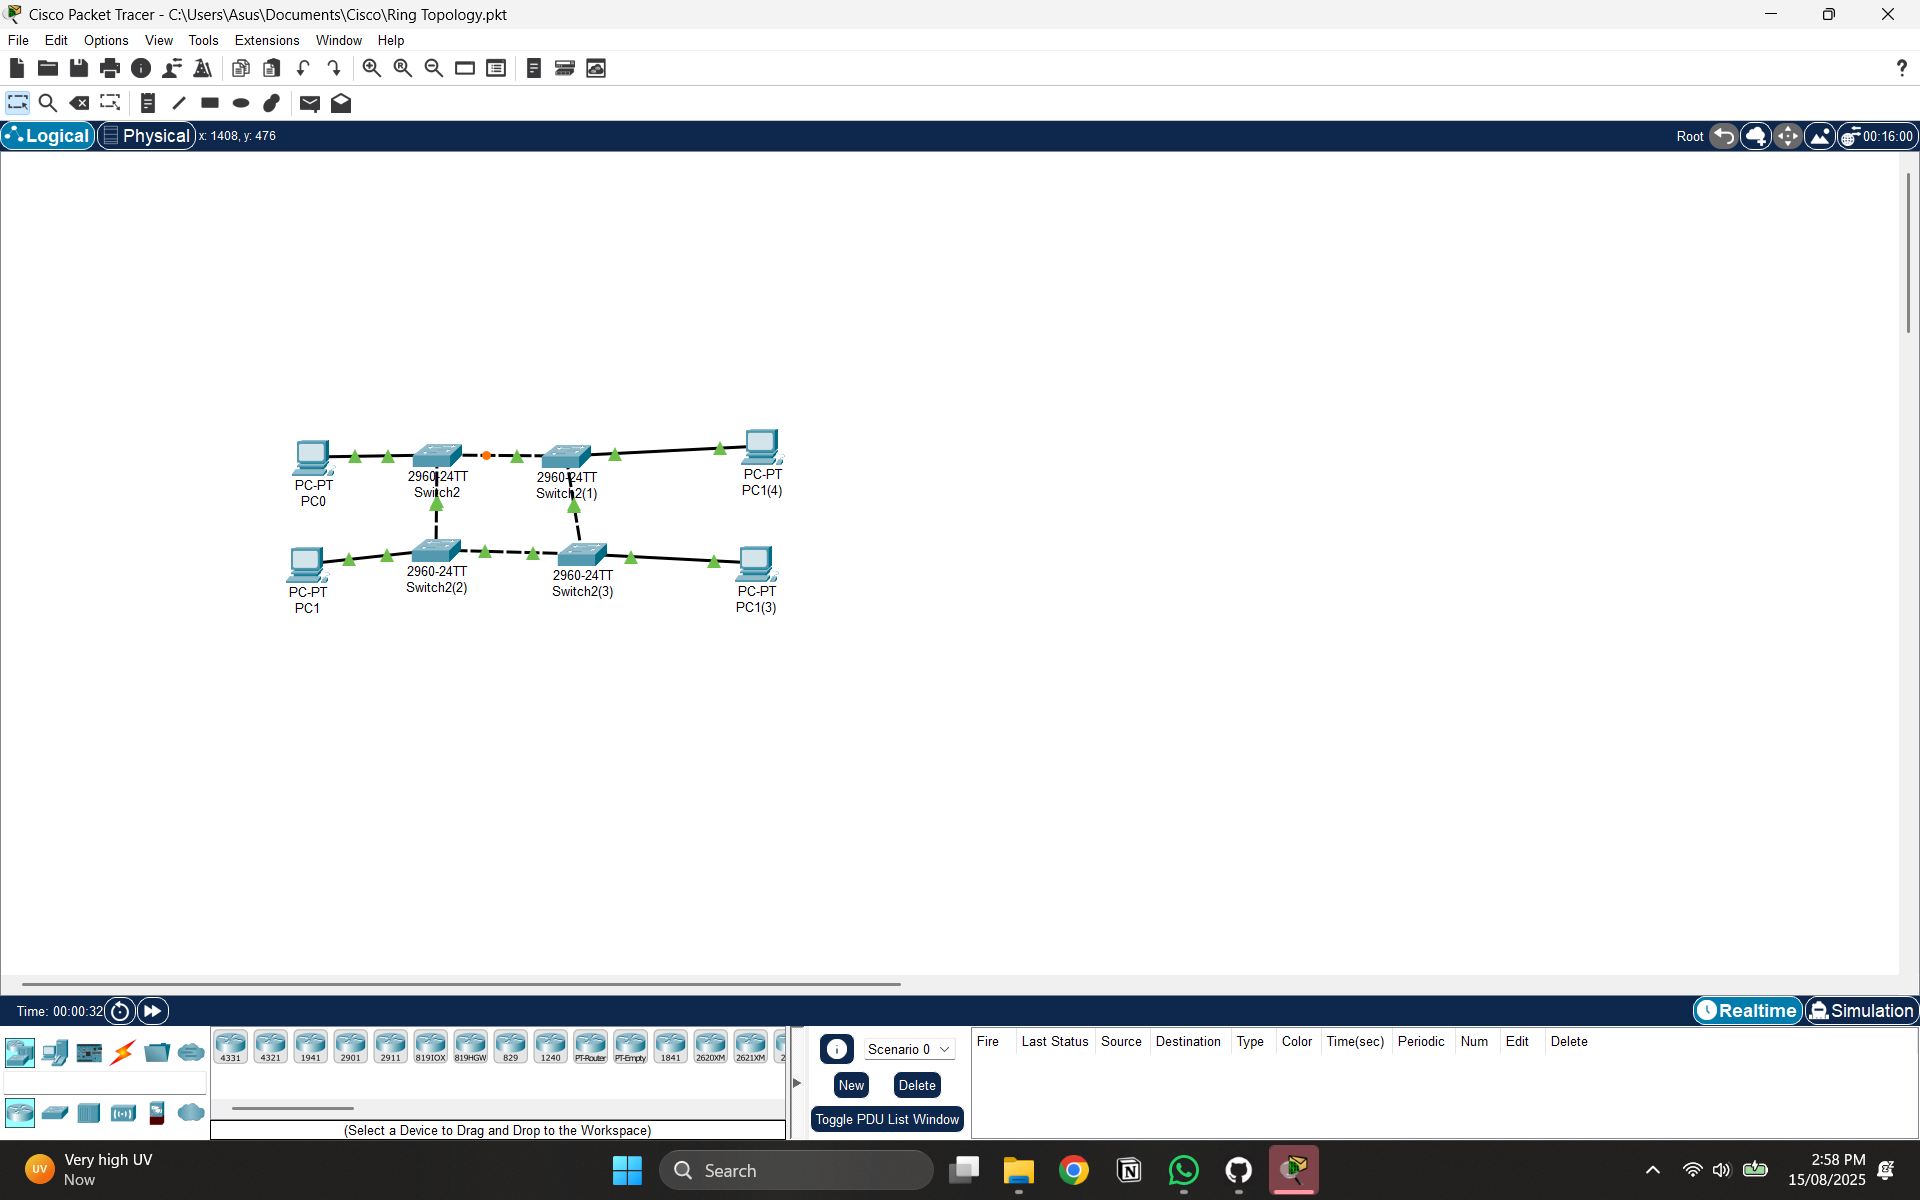 Cisco Packet Tracer - C:\Users\Asus\Documents\Cisco\Ring Topology.pkt
File Edit Options View Tools Extensions Window Help
?
Logical Physical x: 1408, y: 476 Root 00:16:00
PC-PT
PC0
2960-24TT
Switch2
2960-24TT
Switch2(1)
PC-PT
PC1(4)
PC-PT
PC1
2960-24TT
Switch2(2)
2960-24TT
Switch2(3)
PC-PT
PC1(3)
Time: 00:00:32 Realtime Simulation
4331 4321 1941 2901 2911 819IOX 819HGW 829 1240 PT-Router PT-Empty 1841 2620XM 2621XM 2
(Select a Device to Drag and Drop to the Workspace)
Scenario 0
New Delete
Toggle PDU List Window
Fire Last Status Source Destination Type Color Time(sec) Periodic Num Edit Delete
UV Very high UV
Now
Search
2:58 PM
15/08/2025